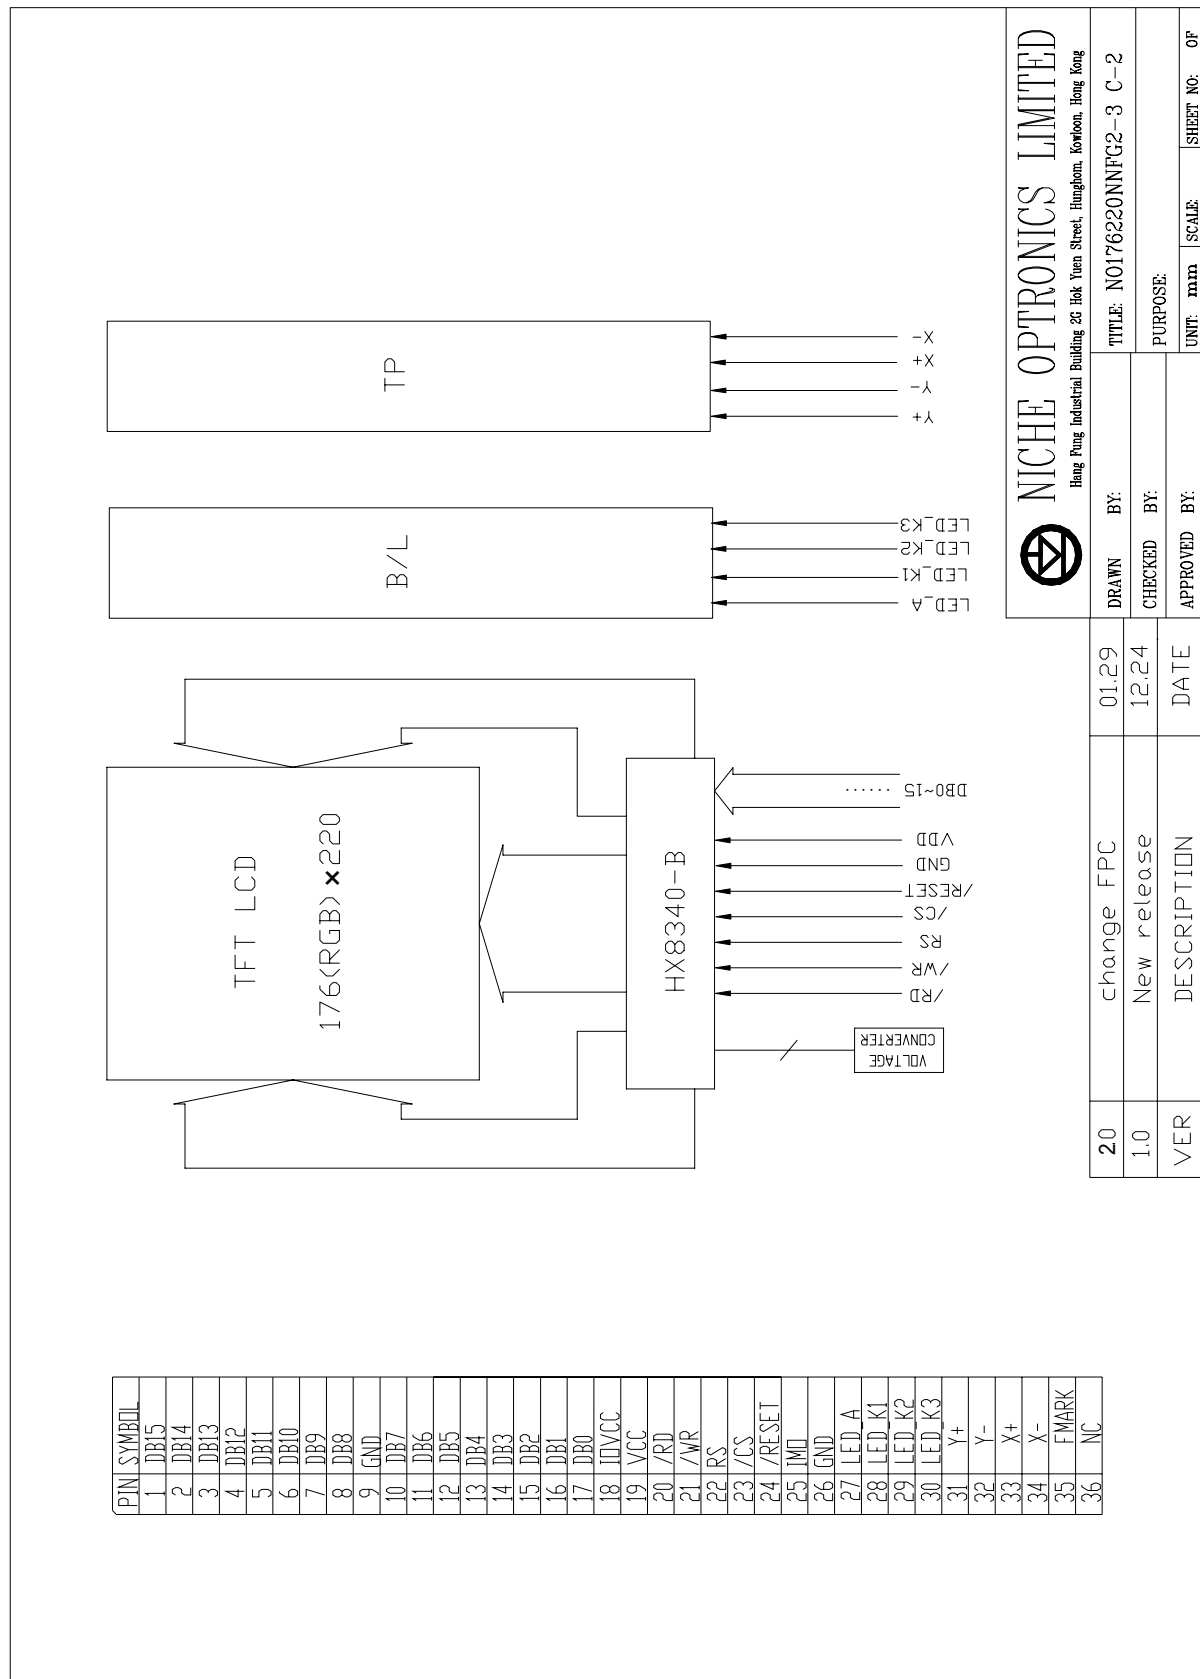 PIN SYMBOL
1 DB15
2 DB14
3 DB13
4 DB12
5 DB11
6 DB10
7 DB9
8 DB8
9 GND
10 DB7
11 DB6
12 DB5
13 DB4
14 DB3
15 DB2
16 DB1
17 DB0
18 IOVCC
19 VCC
20 /RD
21 /WR
22 RS
23 /CS
24 /RESET
25 IM0
26 GND
27 LED_A
28 LED_K1
29 LED_K2
30 LED_K3
31 Y+
32 Y-
33 X+
34 X-
35 FMARK
36 NC
TFT LCD
176(RGB)×220
HX8340-B
VOLTAGE
CONVERTER
/RD
/WR
RS
/CS
/RESET
GND
VDD
DB0~15 ......
B/L
LED_A
LED_K1
LED_K2
LED_K3
TP
Y+
Y-
X+
X-
NICHE OPTRONICS LIMITED
Hang Fung Industrial Building 2G Hok Yuen Street, Hunghom, Kowloon, Hong Kong
2.0 change FPC 01.29
1.0 New release 12.24
VER DESCRIPTION DATE
DRAWN BY:
CHECKED BY:
APPROVED BY:
TITLE: N0176220NNFG2-3 C-2
PURPOSE:
UNIT: mm SCALE: SHEET NO: OF